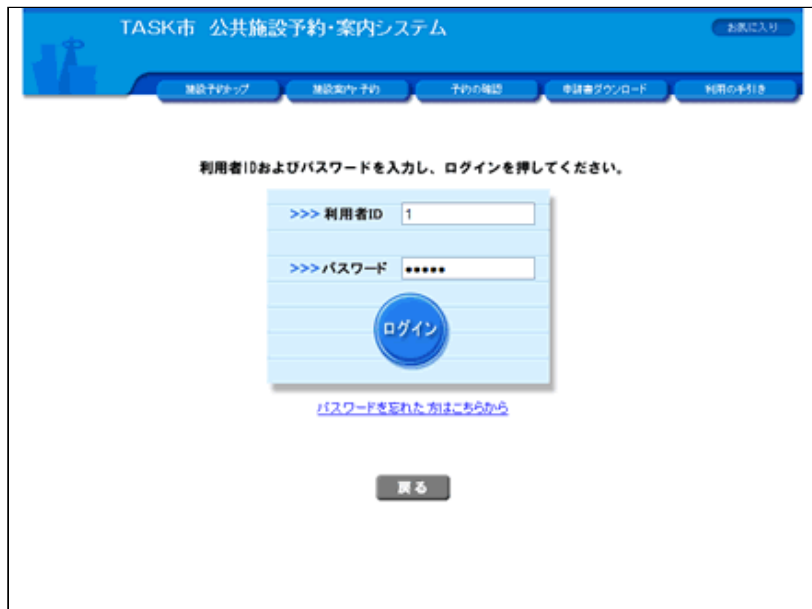 TASK市 公共施設予約・案内システム
お気に入り
施設予約トップ 施設案内・予約 予約の確認 申請書ダウンロード 利用の手引き
利用者IDおよびパスワードを入力し、ログインを押してください。
>>> 利用者ID 1
>>> パスワード •••••
ログイン
パスワードを忘れた方はこちらから
戻る